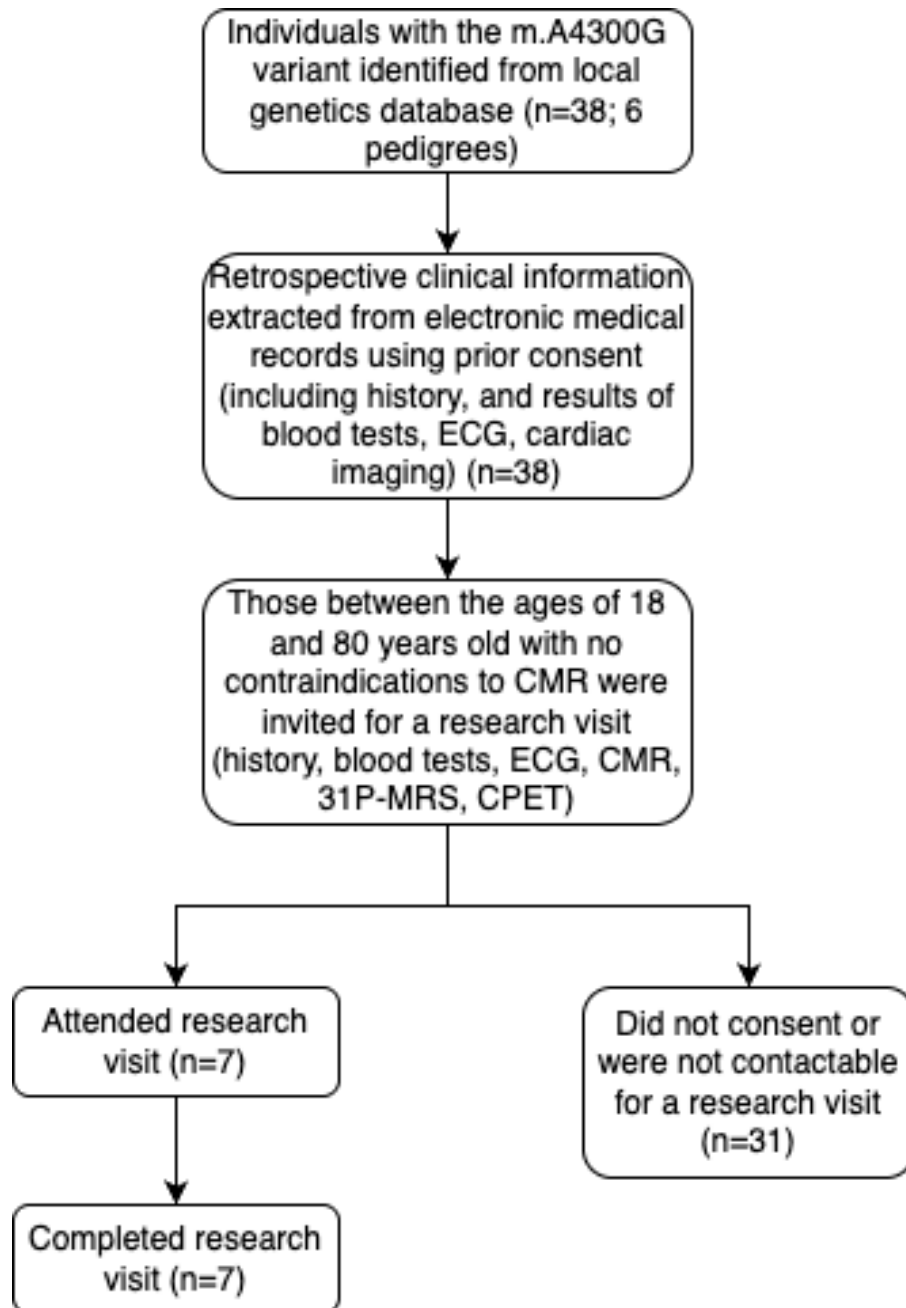 Individuals with the m.A4300G
variant identified from local
genetics database (n=38; 6
pedigrees)
Retrospective clinical information
extracted from electronic medical
records using prior consent
(including history, and results of
blood tests, ECG, cardiac
imaging) (n=38)
Those between the ages of 18
and 80 years old with no
contraindications to CMR were
invited for a research visit
(history, blood tests, ECG, CMR,
31P-MRS, CPET)
Attended research
visit (n=7)
Did not consent or
were not contactable
for a research visit
(n=31)
Completed research
visit (n=7)